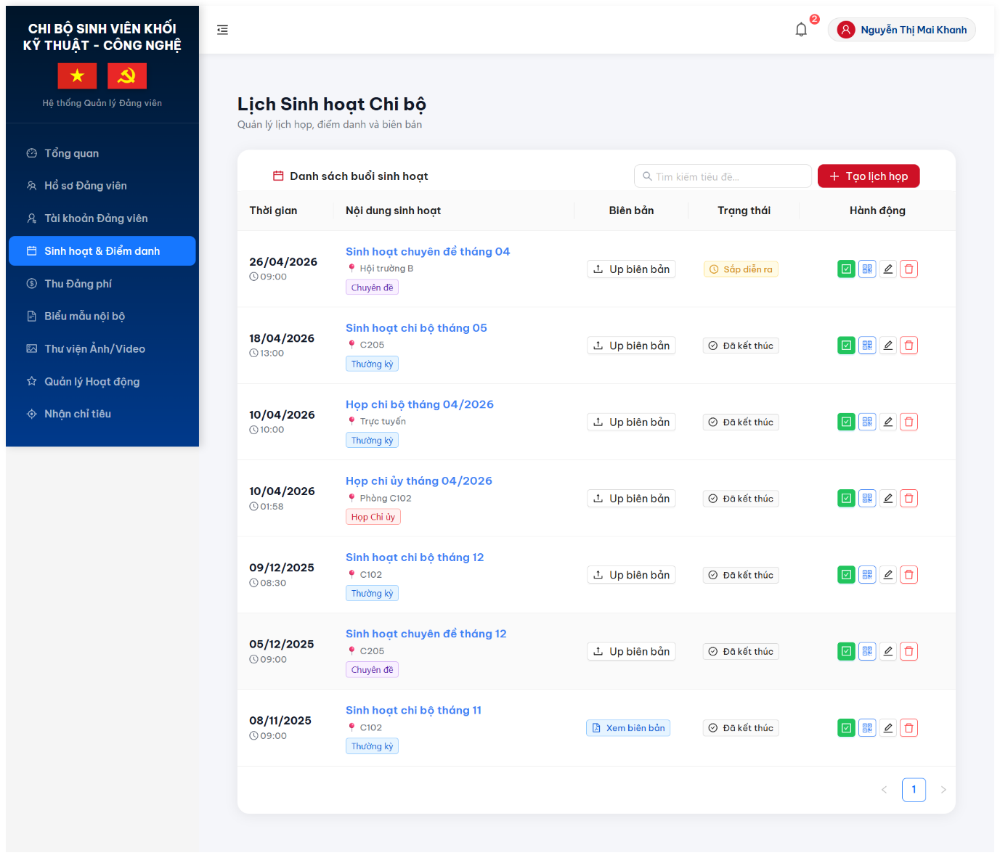 CHI BỘ SINH VIÊN KHỐI
KỸ THUẬT - CÔNG NGHỆ
Hệ thống Quản lý Đảng viên
Tổng quan
Hồ sơ Đảng viên
Tài khoản Đảng viên
Sinh hoạt & Điểm danh
Thu Đảng phí
Biểu mẫu nội bộ
Thư viện Ảnh/Video
Quản lý Hoạt động
Nhận chỉ tiêu
2
Nguyễn Thị Mai Khanh
Lịch Sinh hoạt Chi bộ
Quản lý lịch họp, điểm danh và biên bản
Danh sách buổi sinh hoạt
Tìm kiếm tiêu đề...
Tạo lịch họp
Thời gian Nội dung sinh hoạt Biên bản Trạng thái Hành động
26/04/2026
09:00
Sinh hoạt chuyên đề tháng 04
Hội trường B
Chuyên đề
Up biên bản
Sắp diễn ra
18/04/2026
13:00
Sinh hoạt chi bộ tháng 05
C205
Thường kỳ
Up biên bản
Đã kết thúc
10/04/2026
10:00
Họp chi bộ tháng 04/2026
Trực tuyến
Thường kỳ
Up biên bản
Đã kết thúc
10/04/2026
01:58
Họp chi ủy tháng 04/2026
Phòng C102
Họp Chi ủy
Up biên bản
Đã kết thúc
09/12/2025
08:30
Sinh hoạt chi bộ tháng 12
C102
Thường kỳ
Up biên bản
Đã kết thúc
05/12/2025
09:00
Sinh hoạt chuyên đề tháng 12
C205
Chuyên đề
Up biên bản
Đã kết thúc
08/11/2025
09:00
Sinh hoạt chi bộ tháng 11
C102
Thường kỳ
Xem biên bản
Đã kết thúc
1